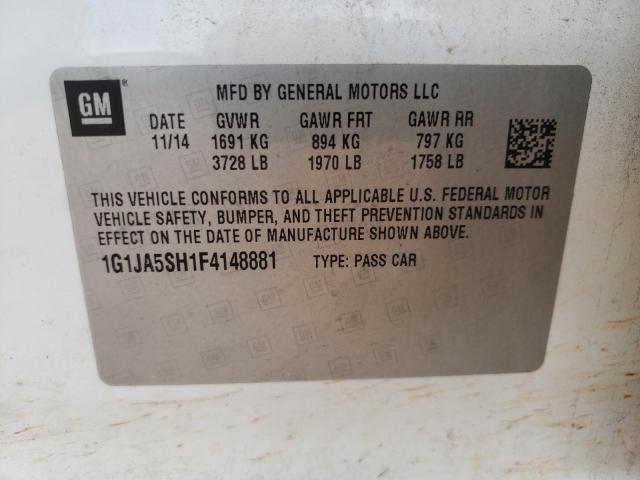 GM
MFD BY GENERAL MOTORS LLC
DATE GVWR GAWR FRT GAWR RR
11/14 1691 KG 894 KG 797 KG
3728 LB 1970 LB 1758 LB
THIS VEHICLE CONFORMS TO ALL APPLICABLE U.S. FEDERAL MOTOR
VEHICLE SAFETY, BUMPER, AND THEFT PREVENTION STANDARDS IN
EFFECT ON THE DATE OF MANUFACTURE SHOWN ABOVE.
1G1JA5SH1F4148881 TYPE: PASS CAR